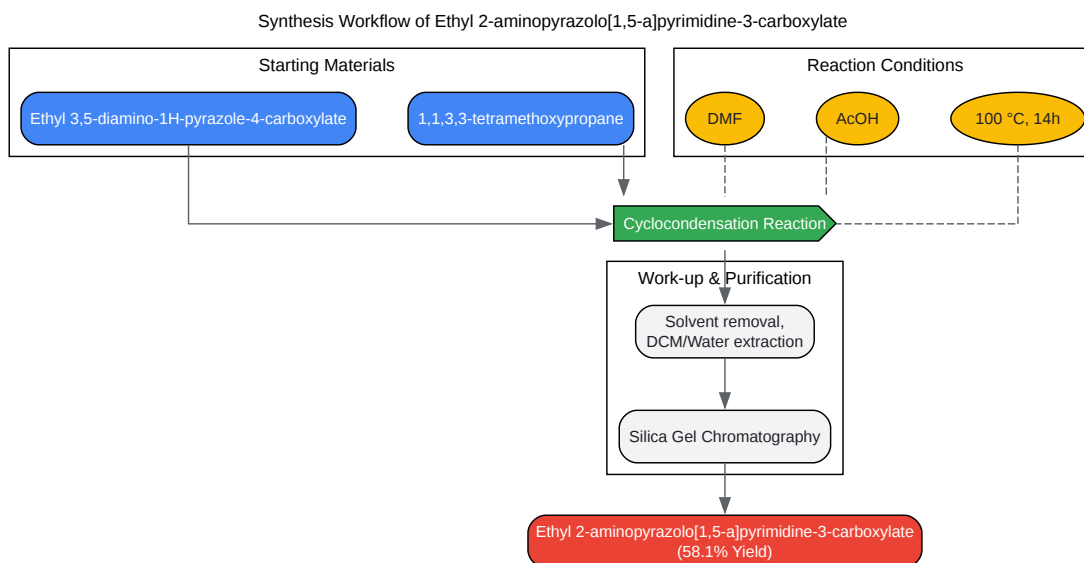 Synthesis Workflow of Ethyl 2-aminopyrazolo[1,5-a]pyrimidine-3-carboxylate
Starting Materials
Reaction Conditions
Ethyl 3,5-diamino-1H-pyrazole-4-carboxylate
1,1,3,3-tetramethoxypropane
DMF
AcOH
100 °C, 14h
Cyclocondensation Reaction
Work-up & Purification
Solvent removal,
DCM/Water extraction
Silica Gel Chromatography
Ethyl 2-aminopyrazolo[1,5-a]pyrimidine-3-carboxylate
(58.1% Yield)